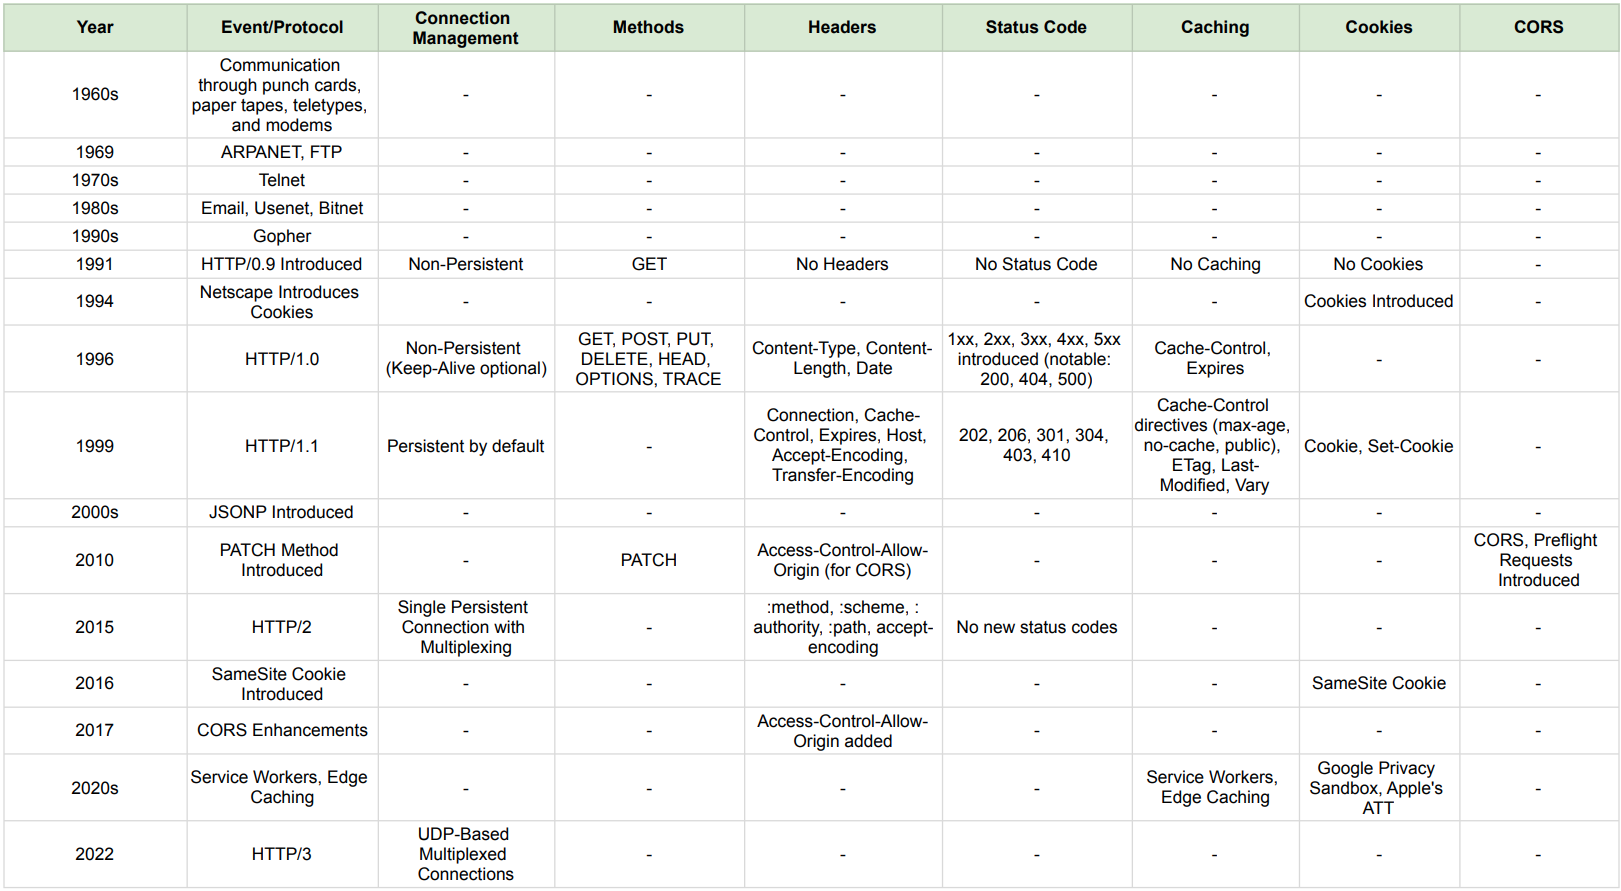 Year Event/Protocol Connection Management Methods Headers Status Code Caching Cookies CORS
1960s Communication through punch cards, paper tapes, teletypes, and modems - - - - - - -
1969 ARPANET, FTP - - - - - - -
1970s Telnet - - - - - - -
1980s Email, Usenet, Bitnet - - - - - - -
1990s Gopher - - - - - - -
1991 HTTP/0.9 Introduced Non-Persistent GET No Headers No Status Code No Caching No Cookies -
1994 Netscape Introduces Cookies - - - - - Cookies Introduced -
1996 HTTP/1.0 Non-Persistent (Keep-Alive optional) GET, POST, PUT, DELETE, HEAD, OPTIONS, TRACE Content-Type, Content-Length, Date 1xx, 2xx, 3xx, 4xx, 5xx introduced (notable: 200, 404, 500) Cache-Control, Expires - -
1999 HTTP/1.1 Persistent by default - Connection, Cache-Control, Expires, Host, Accept-Encoding, Transfer-Encoding 202, 206, 301, 304, 403, 410 Cache-Control directives (max-age, no-cache, public), ETag, Last-Modified, Vary Cookie, Set-Cookie -
2000s JSONP Introduced - - - - - - -
2010 PATCH Method Introduced - PATCH Access-Control-Allow-Origin (for CORS) - - - CORS, Preflight Requests Introduced
2015 HTTP/2 Single Persistent Connection with Multiplexing - :method, :scheme, : authority, :path, accept-encoding No new status codes - - -
2016 SameSite Cookie Introduced - - - - - SameSite Cookie -
2017 CORS Enhancements - - Access-Control-Allow-Origin added - - - -
2020s Service Workers, Edge Caching - - - - Service Workers, Edge Caching Google Privacy Sandbox, Apple's ATT -
2022 HTTP/3 UDP-Based Multiplexed Connections - - - - - -